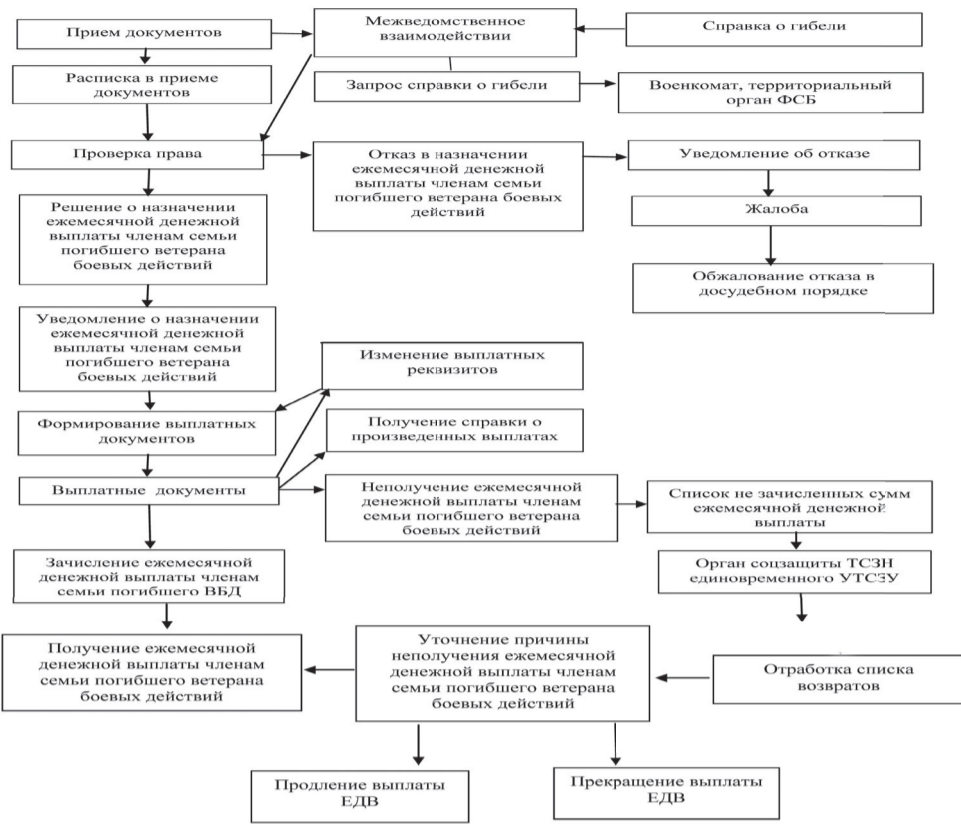 Прием документов
Межведомственное
взаимодействии
Справка о гибели
Расписка в приеме
документов
Запрос справки о гибели
Военкомат, территориальный
орган ФСБ
Проверка права
Отказ в назначении
ежемесячной денежной
выплаты членам семьи
погибшего ветерана боевых
действий
Уведомление об отказе
Жалоба
Обжалование отказа в
досудебном порядке
Решение о назначении
ежемесячной денежной
выплаты членам семьи
погибшего ветерана
боевых действий
Уведомление о назначении
ежемесячной денежной
выплаты членам семьи
погибшего ветерана
боевых действий
Изменение выплатных
реквизитов
Формирование выплатных
документов
Получение справки о
произведенных выплатах
Выплатные документы
Неполучение ежемесячной
денежной выплаты членам
семьи погибшего ветерана
боевых действий
Список не зачисленных сумм
ежемесячной денежной
выплаты
Зачисление ежемесячной
денежной выплаты членам
семьи погибшего ВБД
Орган соцзащиты ТСЗН
единовременного УТСЗУ
Получение ежемесячной
денежной выплаты членам
семьи погибшего ветерана
боевых действий
Уточнение причины
неполучения ежемесячной
денежной выплаты членам
семьи погибшего ветерана
боевых действий
Отработка списка
возвратов
Продление выплаты
ЕДВ
Прекращение выплаты
ЕДВ